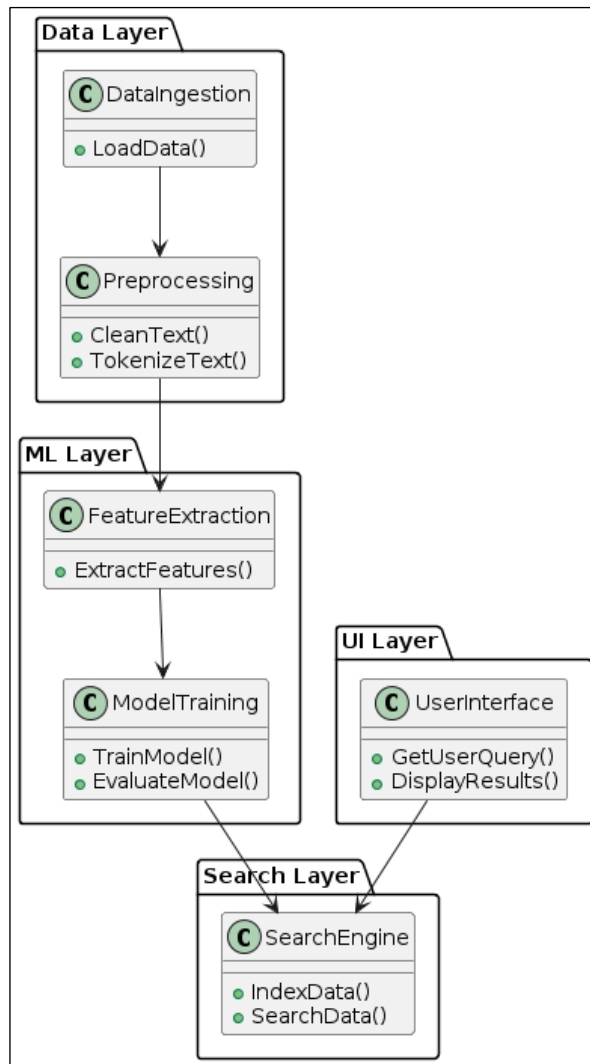 Data Layer
C DataIngestion
LoadData()
C Preprocessing
CleanText()
TokenizeText()
ML Layer
C FeatureExtraction
ExtractFeatures()
C ModelTraining
TrainModel()
EvaluateModel()
UI Layer
C UserInterface
GetUserQuery()
DisplayResults()
Search Layer
C SearchEngine
IndexData()
SearchData()